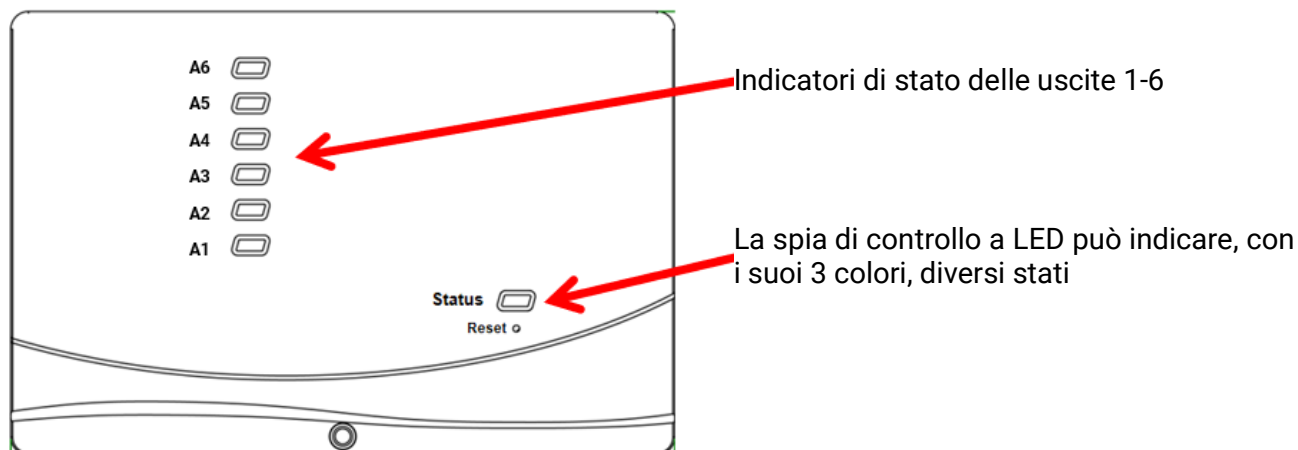 A6
Indicatori di stato delle uscite 1-6
A5
A4
A3
A2
A1
La spia di controllo a LED può indicare, con
i suoi 3 colori, diversi stati
Status
Reset